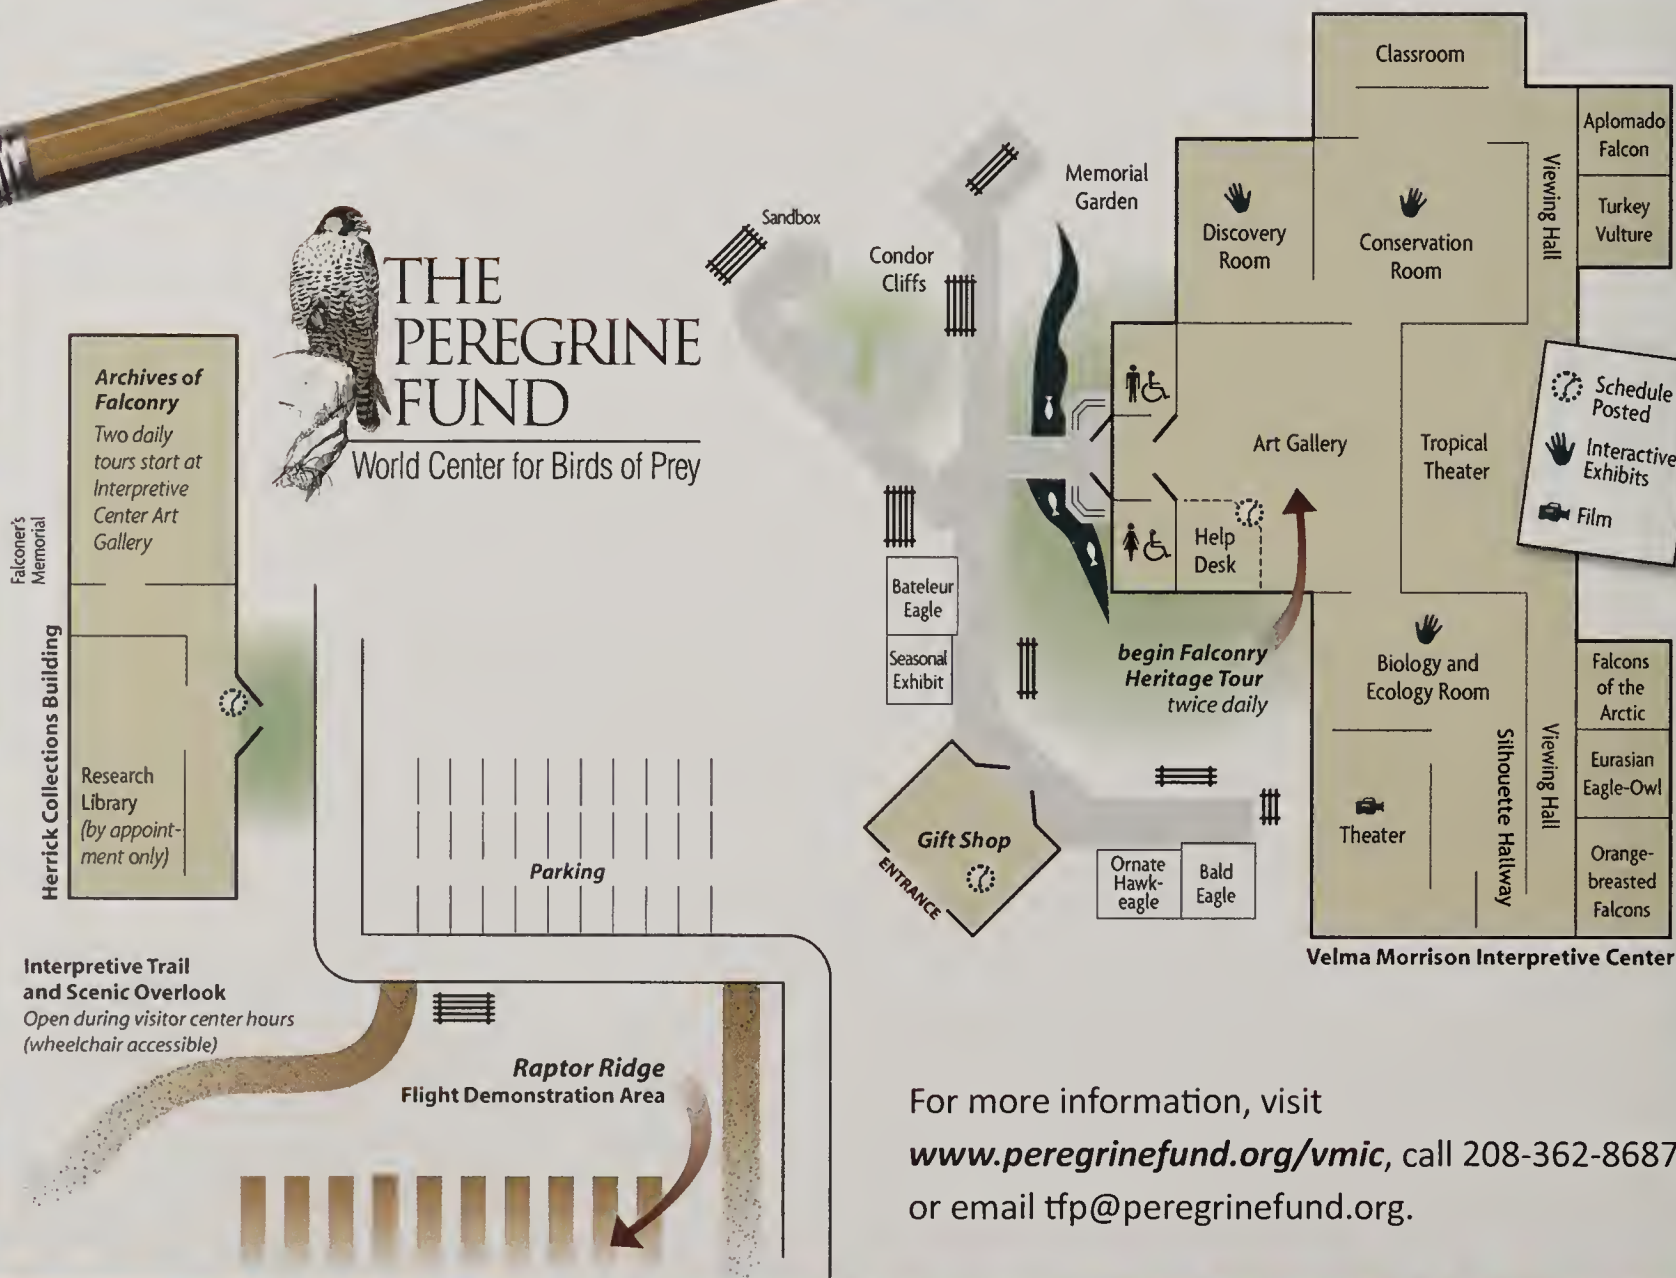 Classroom
Aplomado
Falcon
Turkey
Vulture
Viewing Hall
Memorial
Garden
Discovery
Room
Conservation
Room
Sandbox
Condor
Cliffs
THE
PEREGRINE
FUND
World Center for Birds of Prey
Archives of
Falconry
Two daily
tours start at
Interpretive
Center Art
Gallery
Falconer's
Memorial
Herrick Collections Building
Research
Library
(by appoint-
ment only)
Schedule
Posted
Interactive
Exhibits
Film
Art Gallery
Tropical
Theater
Help
Desk
Bateleur
Eagle
Seasonal
Exhibit
begin Falconry
Heritage Tour
twice daily
Biology and
Ecology Room
Falcons
of the
Arctic
Eurasian
Eagle-Owl
Orange-
breasted
Falcons
Silhouette Hallway
Viewing Hall
Theater
Gift Shop
ENTRANCE
Ornate
Hawk-
eagle
Bald
Eagle
Velma Morrison Interpretive Center
Parking
Interpretive Trail
and Scenic Overlook
Open during visitor center hours
(wheelchair accessible)
Raptor Ridge
Flight Demonstration Area
For more information, visit
www.peregrinefund.org/vmic, call 208-362-8687
or email tfp@peregrinefund.org.